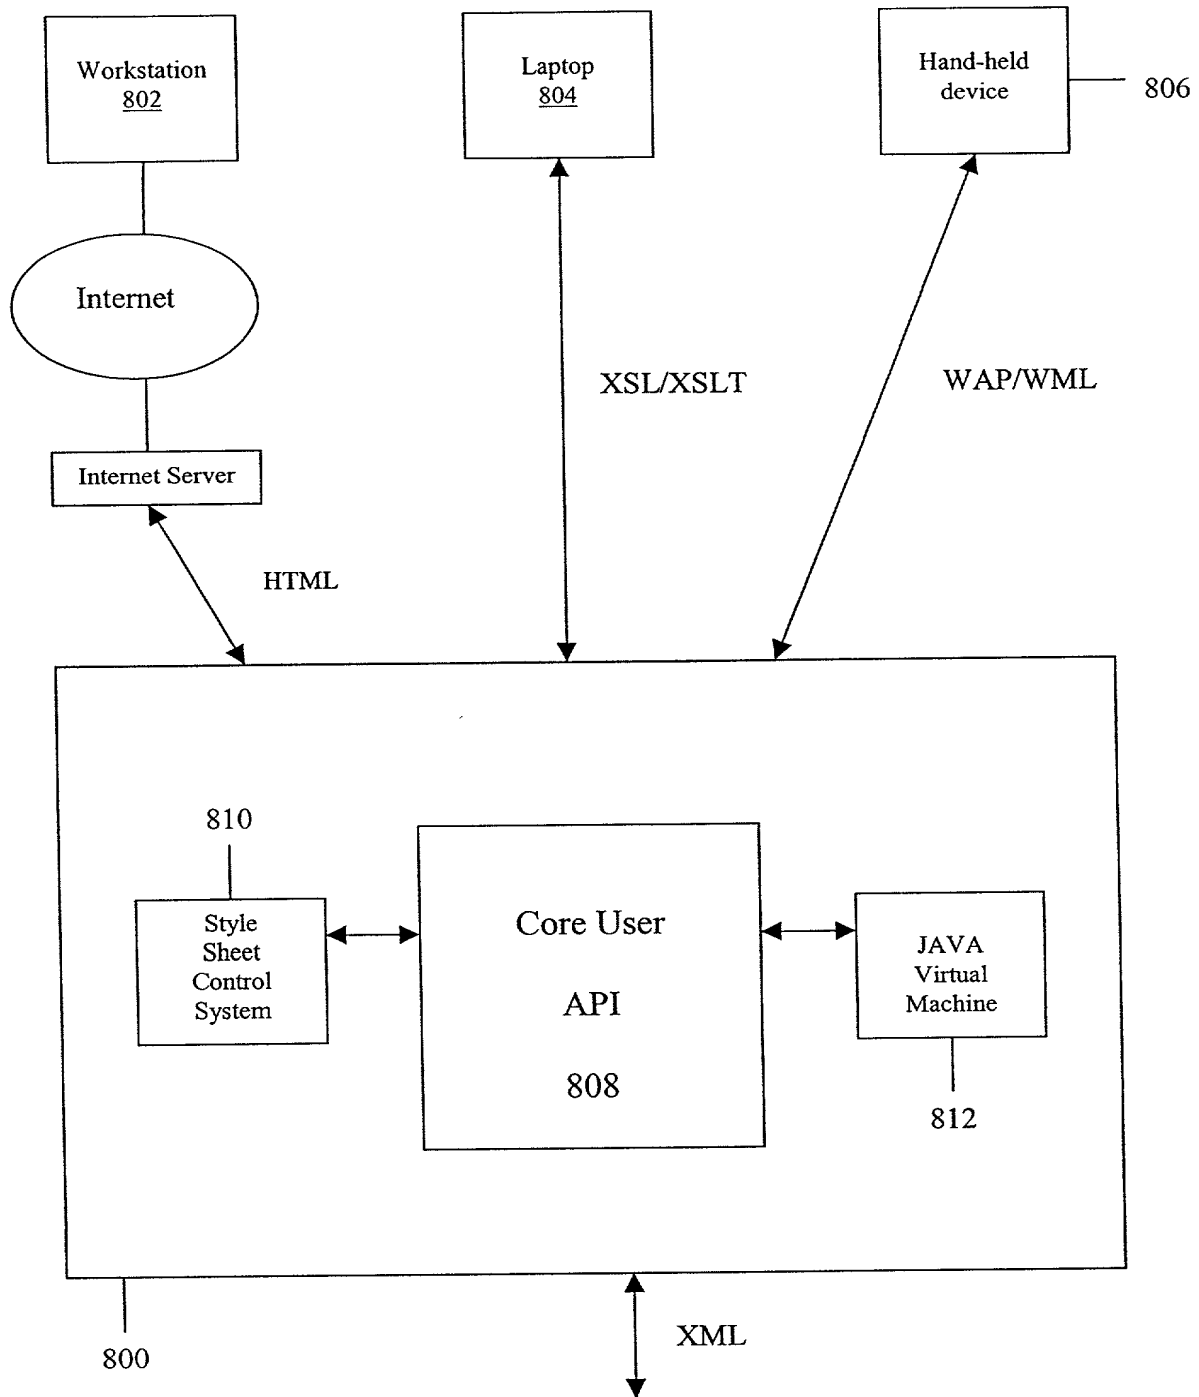 Workstation
802
Laptop
804
Hand-held
device
806
Internet
XSL/XSLT
WAP/WML
Internet Server
HTML
810
Style
Sheet
Control
System
Core User
API
808
JAVA
Virtual
Machine
812
800
XML